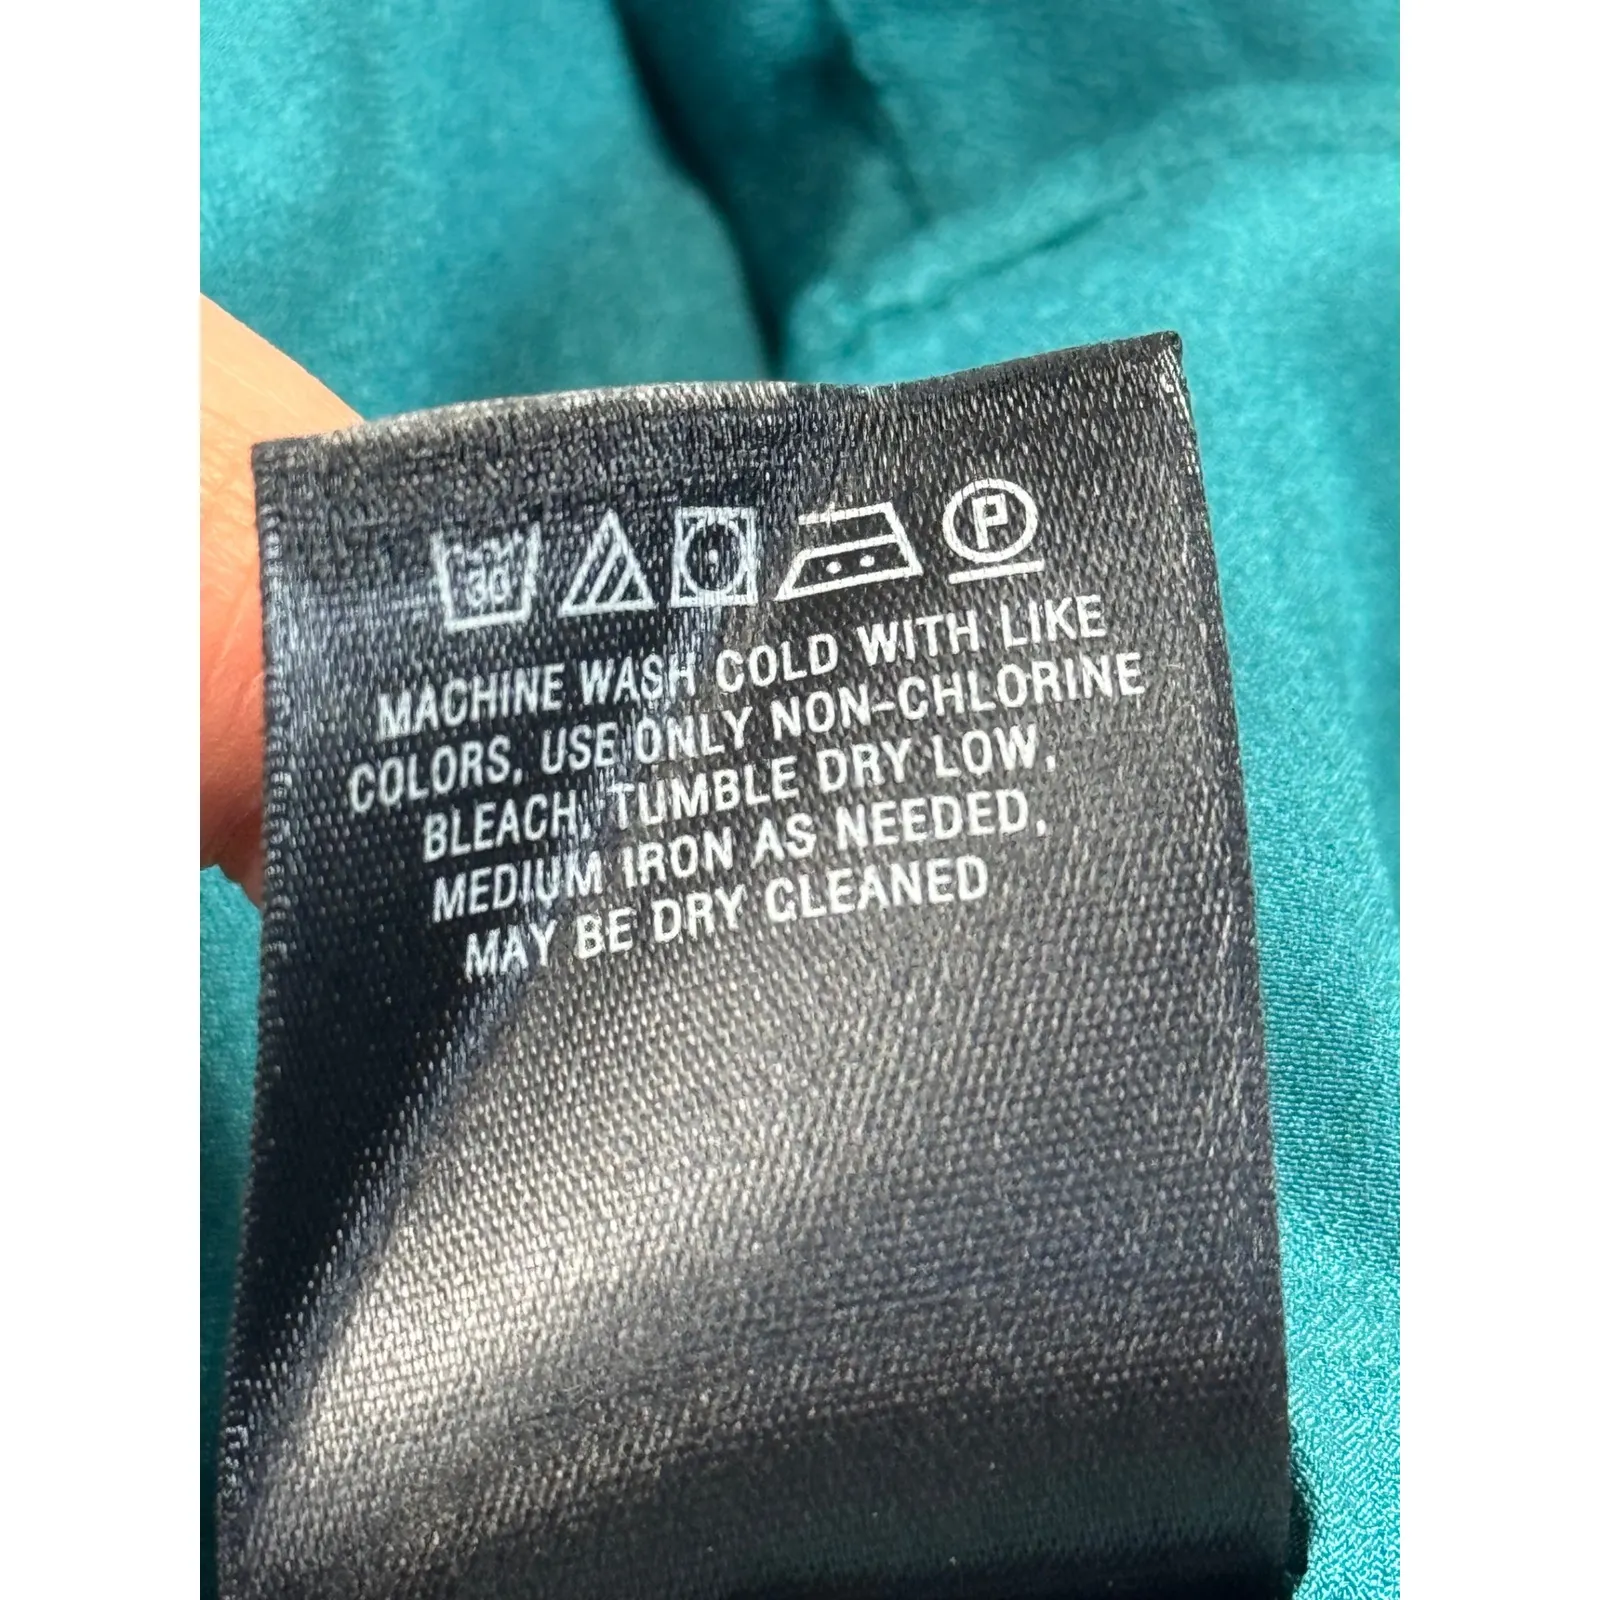 30
P
MACHINE WASH COLD WITH LIKE
COLORS, USE ONLY NON-CHLORINE
BLEACH, TUMBLE DRY LOW,
MEDIUM IRON AS NEEDED,
MAY BE DRY CLEANED